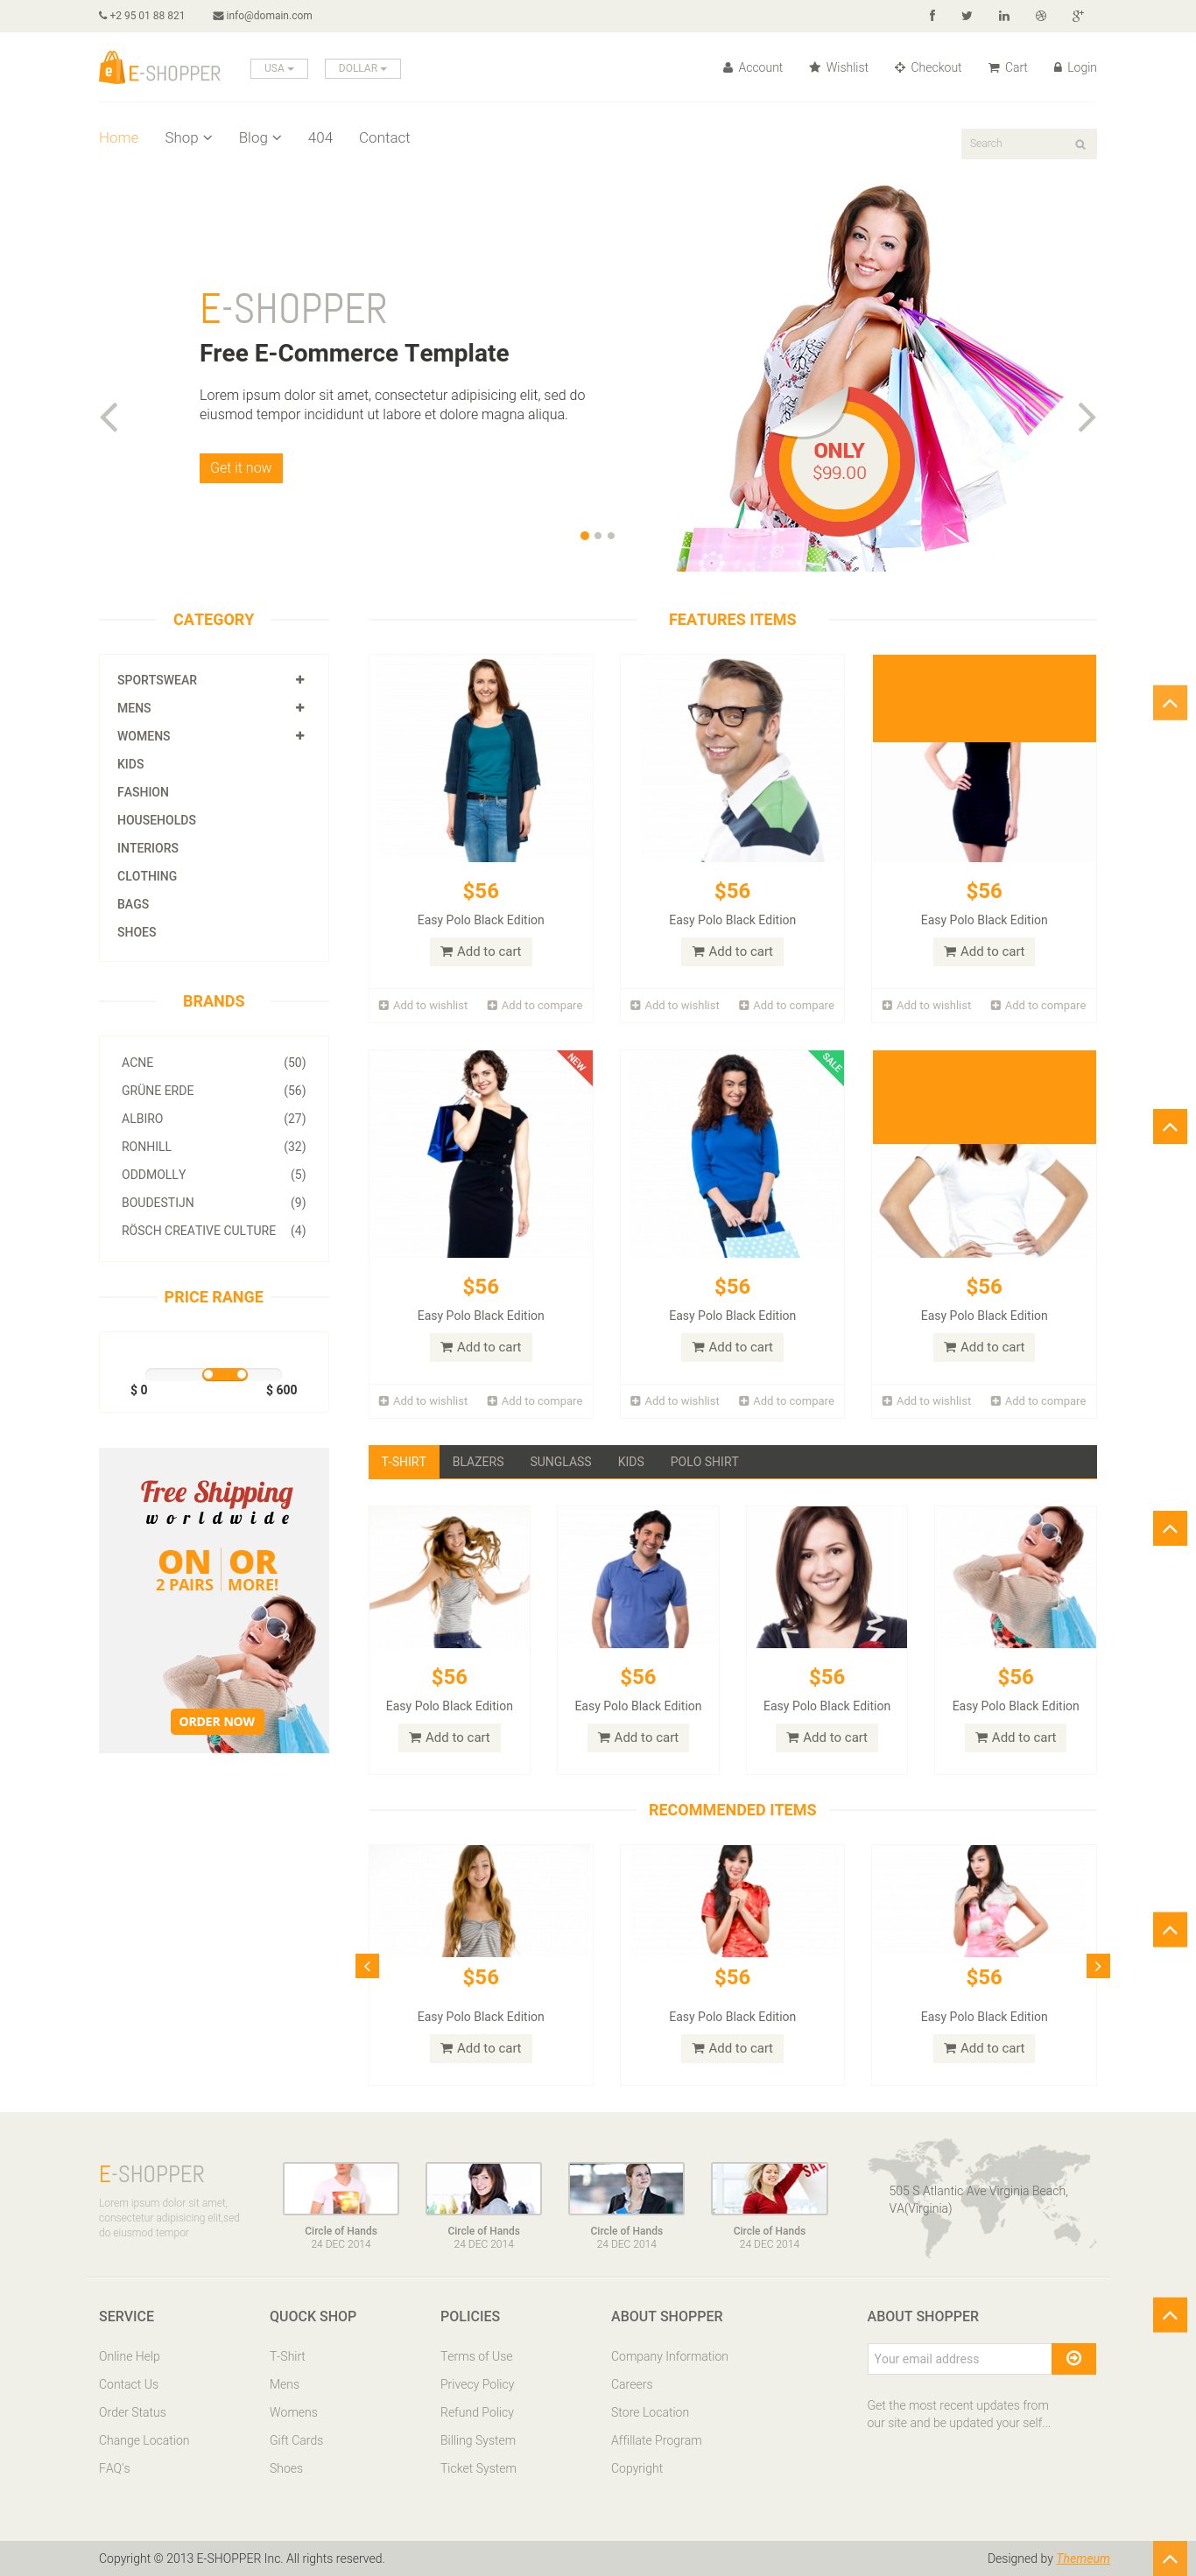 +2 95 01 88 821 info@domain.com
E-SHOPPER USA DOLLAR Account Wishlist Checkout Cart Login
Home Shop Blog 404 Contact Search
E-SHOPPER
Free E-Commerce Template
Lorem ipsum dolor sit amet, consectetur adipisicing elit, sed do
eiusmod tempor incididunt ut labore et dolore magna aliqua.
Get it now
ONLY
$99.00
CATEGORY
SPORTSWEAR
MENS
WOMENS
KIDS
FASHION
HOUSEHOLDS
INTERIORS
CLOTHING
BAGS
SHOES
BRANDS
ACNE (50)
GRÜNE ERDE (56)
ALBIRO (27)
RONHILL (32)
ODDMOLLY (5)
BOUDESTIJN (9)
RÖSCH CREATIVE CULTURE (4)
PRICE RANGE
$ 0 $ 600
Free Shipping
worldwide
ON OR
2 PAIRS MORE!
ORDER NOW
FEATURES ITEMS
$56 $56 $56
Easy Polo Black Edition Easy Polo Black Edition Easy Polo Black Edition
Add to cart Add to cart Add to cart
Add to wishlist Add to compare Add to wishlist Add to compare Add to wishlist Add to compare
NEW SALE
$56 $56 $56
Easy Polo Black Edition Easy Polo Black Edition Easy Polo Black Edition
Add to cart Add to cart Add to cart
Add to wishlist Add to compare Add to wishlist Add to compare Add to wishlist Add to compare
T-SHIRT BLAZERS SUNGLASS KIDS POLO SHIRT
$56 $56 $56 $56
Easy Polo Black Edition Easy Polo Black Edition Easy Polo Black Edition Easy Polo Black Edition
Add to cart Add to cart Add to cart Add to cart
RECOMMENDED ITEMS
$56 $56 $56
Easy Polo Black Edition Easy Polo Black Edition Easy Polo Black Edition
Add to cart Add to cart Add to cart
E-SHOPPER
Lorem ipsum dolor sit amet,
consectetur adipisicing elit,sed
do eiusmod tempor
SALE
Circle of Hands Circle of Hands Circle of Hands Circle of Hands
24 DEC 2014 24 DEC 2014 24 DEC 2014 24 DEC 2014
505 S Atlantic Ave Virginia Beach,
VA(Virginia)
SERVICE
Online Help
Contact Us
Order Status
Change Location
FAQ's
QUOCK SHOP
T-Shirt
Mens
Womens
Gift Cards
Shoes
POLICIES
Terms of Use
Privecy Policy
Refund Policy
Billing System
Ticket System
ABOUT SHOPPER
Company Information
Careers
Store Location
Affillate Program
Copyright
ABOUT SHOPPER
Your email address
Get the most recent updates from
our site and be updated your self...
Copyright © 2013 E-SHOPPER Inc. All rights reserved. Designed by Themeum